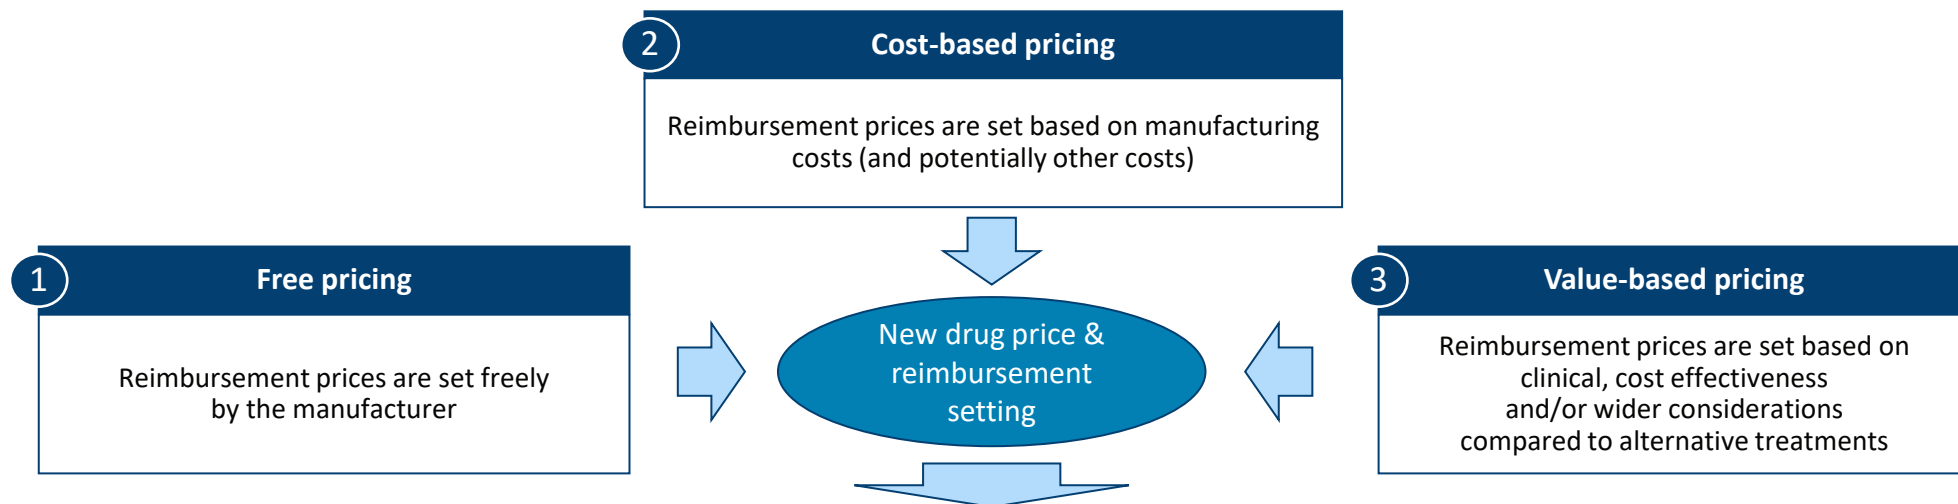 2
Cost-based pricing
Reimbursement prices are set based on manufacturing
costs (and potentially other costs)
1
Free pricing
Reimbursement prices are set freely
by the manufacturer
New drug price &
reimbursement
setting
3
Value-based pricing
Reimbursement prices are set based on
clinical, cost effectiveness
and/or wider considerations
compared to alternative treatments